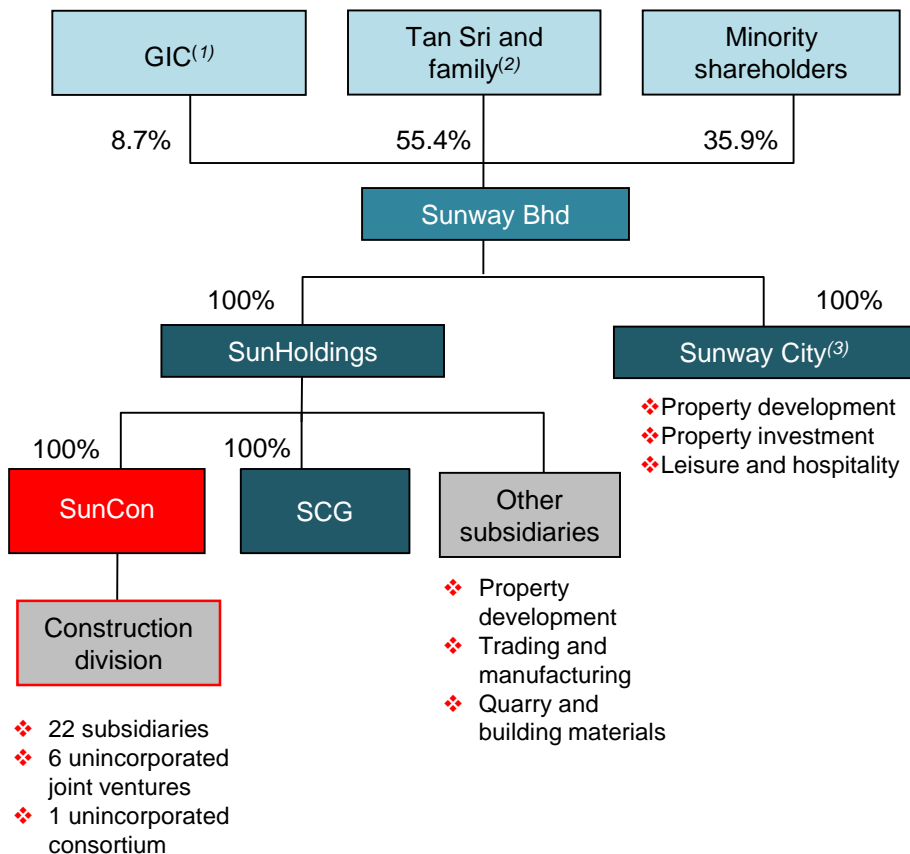 GIC(1)
Tan Sri and
family(2)
Minority
shareholders
8.7%
55.4%
35.9%
Sunway Bhd
100%
100%
SunHoldings
Sunway City(3)
❖Property development
❖Property investment
❖Leisure and hospitality
100%
100%
SunCon
SCG
Other
subsidiaries
Construction
division
❖ Property
development
❖ Trading and
manufacturing
❖ Quarry and
building materials
❖ 22 subsidiaries
❖ 6 unincorporated
joint ventures
❖ 1 unincorporated
consortium